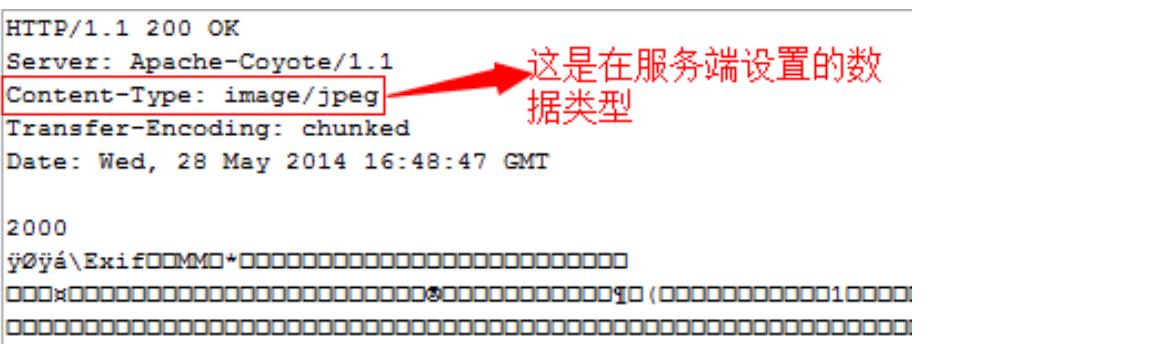 HTTP/1.1 200 OK
Server: Apache-Coyote/1.1
Content-Type: image/jpeg
这是在服务端设置的数
据类型
Transfer-Encoding: chunked
Date: Wed, 28 May 2014 16:48:47 GMT
2000
ÿØÿá\Exif□□MM□*□□□□□□□□□□□□□□□□□□□□□□□□□